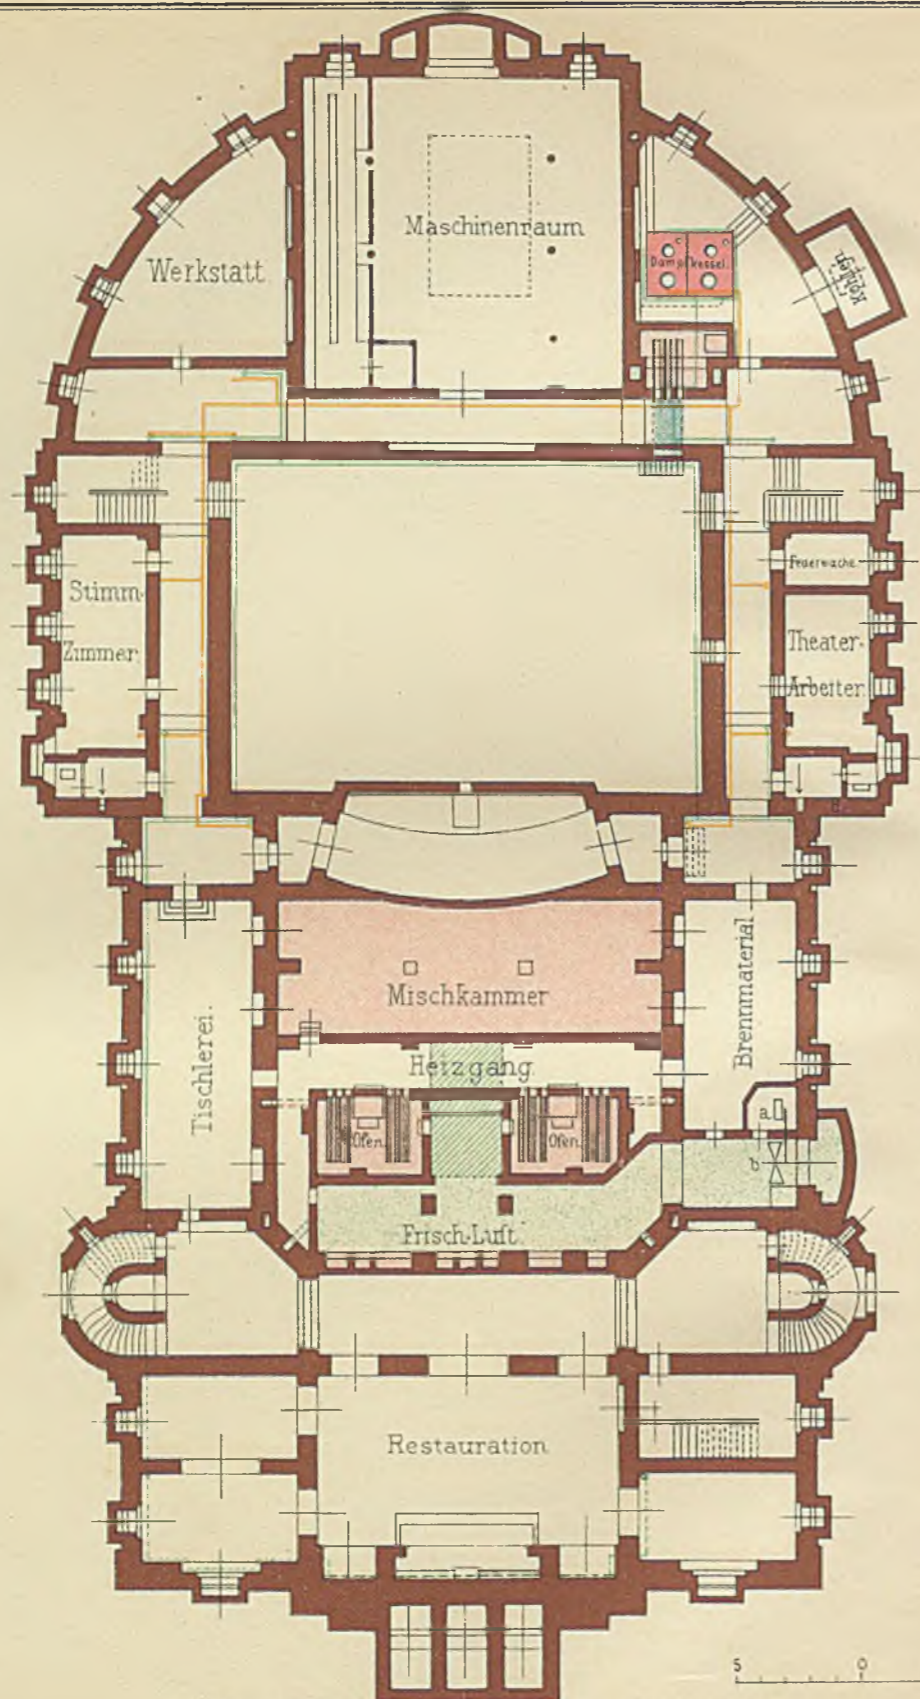 Maschinenraum
Werkstatt.
Dampfkessel.
Kohlen.
Stimm-
Zimmer.
Feuerwache.
Theater-
Arbeiter.
Mischkammer
Heizgang
Tischlerei.
Brennmaterial
Ofen.
Ofen.
a
b
Frisch-Luft.
Restauration
5
0